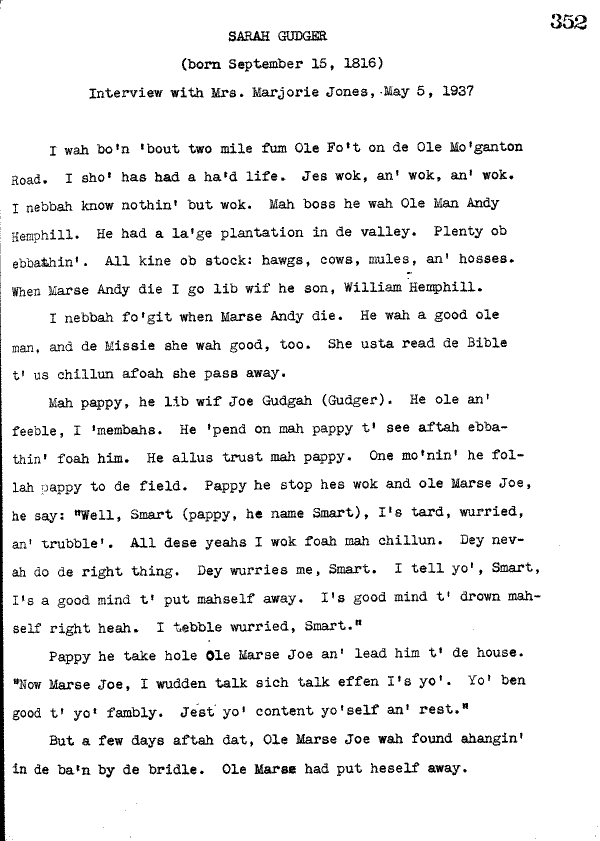 352
SARAH GUDGER
(born September 15, 1816)
Interview with Mrs. Marjorie Jones, May 5, 1937
I wah bo'n 'bout two mile fum Ole Fo't on de Ole Mo'ganton
Road. I sho' has had a ha'd life. Jes wok, an' wok, an' wok.
I nebbah know nothin' but wok. Mah boss he wah Ole Man Andy
Hemphill. He had a la'ge plantation in de valley. Plenty ob
ebbathin'. All kine ob stock: hawgs, cows, mules, an' hosses.
When Marse Andy die I go lib wif he son, William Hemphill.
I nebbah fo'git when Marse Andy die. He wah a good ole
man, and de Missie she wah good, too. She usta read de Bible
t' us chillun afoah she pass away.
Mah pappy, he lib wif Joe Gudgah (Gudger). He ole an'
feeble, I 'membahs. He 'pend on mah pappy t' see aftah ebba-
thin' foah him. He allus trust mah pappy. One mo'nin' he fol-
lah pappy to de field. Pappy he stop hes wok and ole Marse Joe,
he say: "Well, Smart (pappy, he name Smart), I's tard, wurried,
an' trubble'. All dese yeahs I wok foah mah chillun. Dey nev-
ah do de right thing. Dey wurries me, Smart. I tell yo', Smart,
I's a good mind t' put mahself away. I's good mind t' drown mah-
self right heah. I tebble wurried, Smart."
Pappy he take hole Ole Marse Joe an' lead him t' de house.
"Now Marse Joe, I wudden talk sich talk effen I's yo'. Yo' ben
good t' yo' fambly. Jest yo' content yo'self an' rest."
But a few days aftah dat, Ole Marse Joe wah found ahangin'
in de ba'n by de bridle. Ole Marse had put heself away.